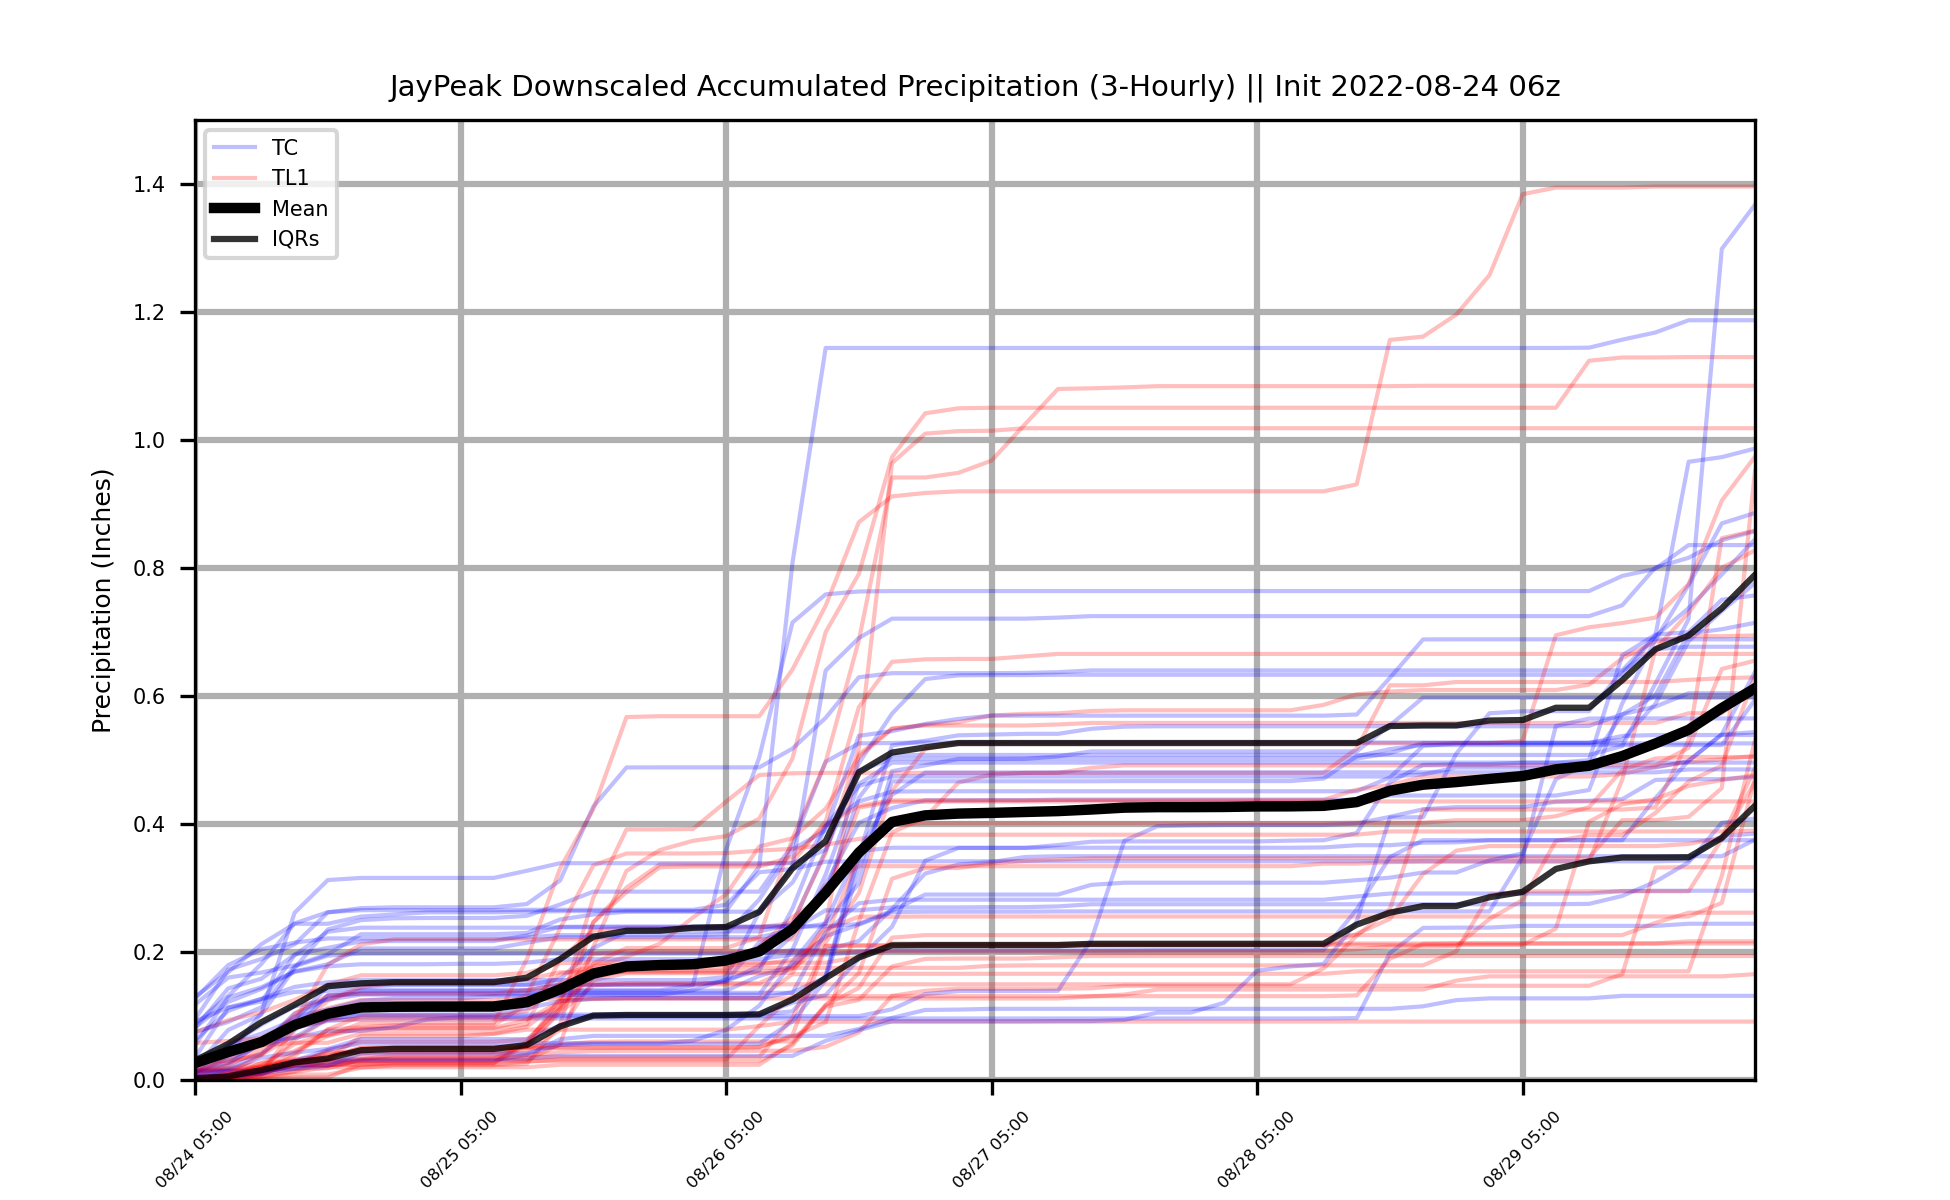 JayPeak Downscaled Accumulated Precipitation (3-Hourly) || Init 2022-08-24 06z
TC
TL1
Mean
IQRs
Precipitation (Inches)
1.4
1.2
1.0
0.8
0.6
0.4
0.2
0.0
08/24 05:00
08/25 05:00
08/26 05:00
08/27 05:00
08/28 05:00
08/29 05:00